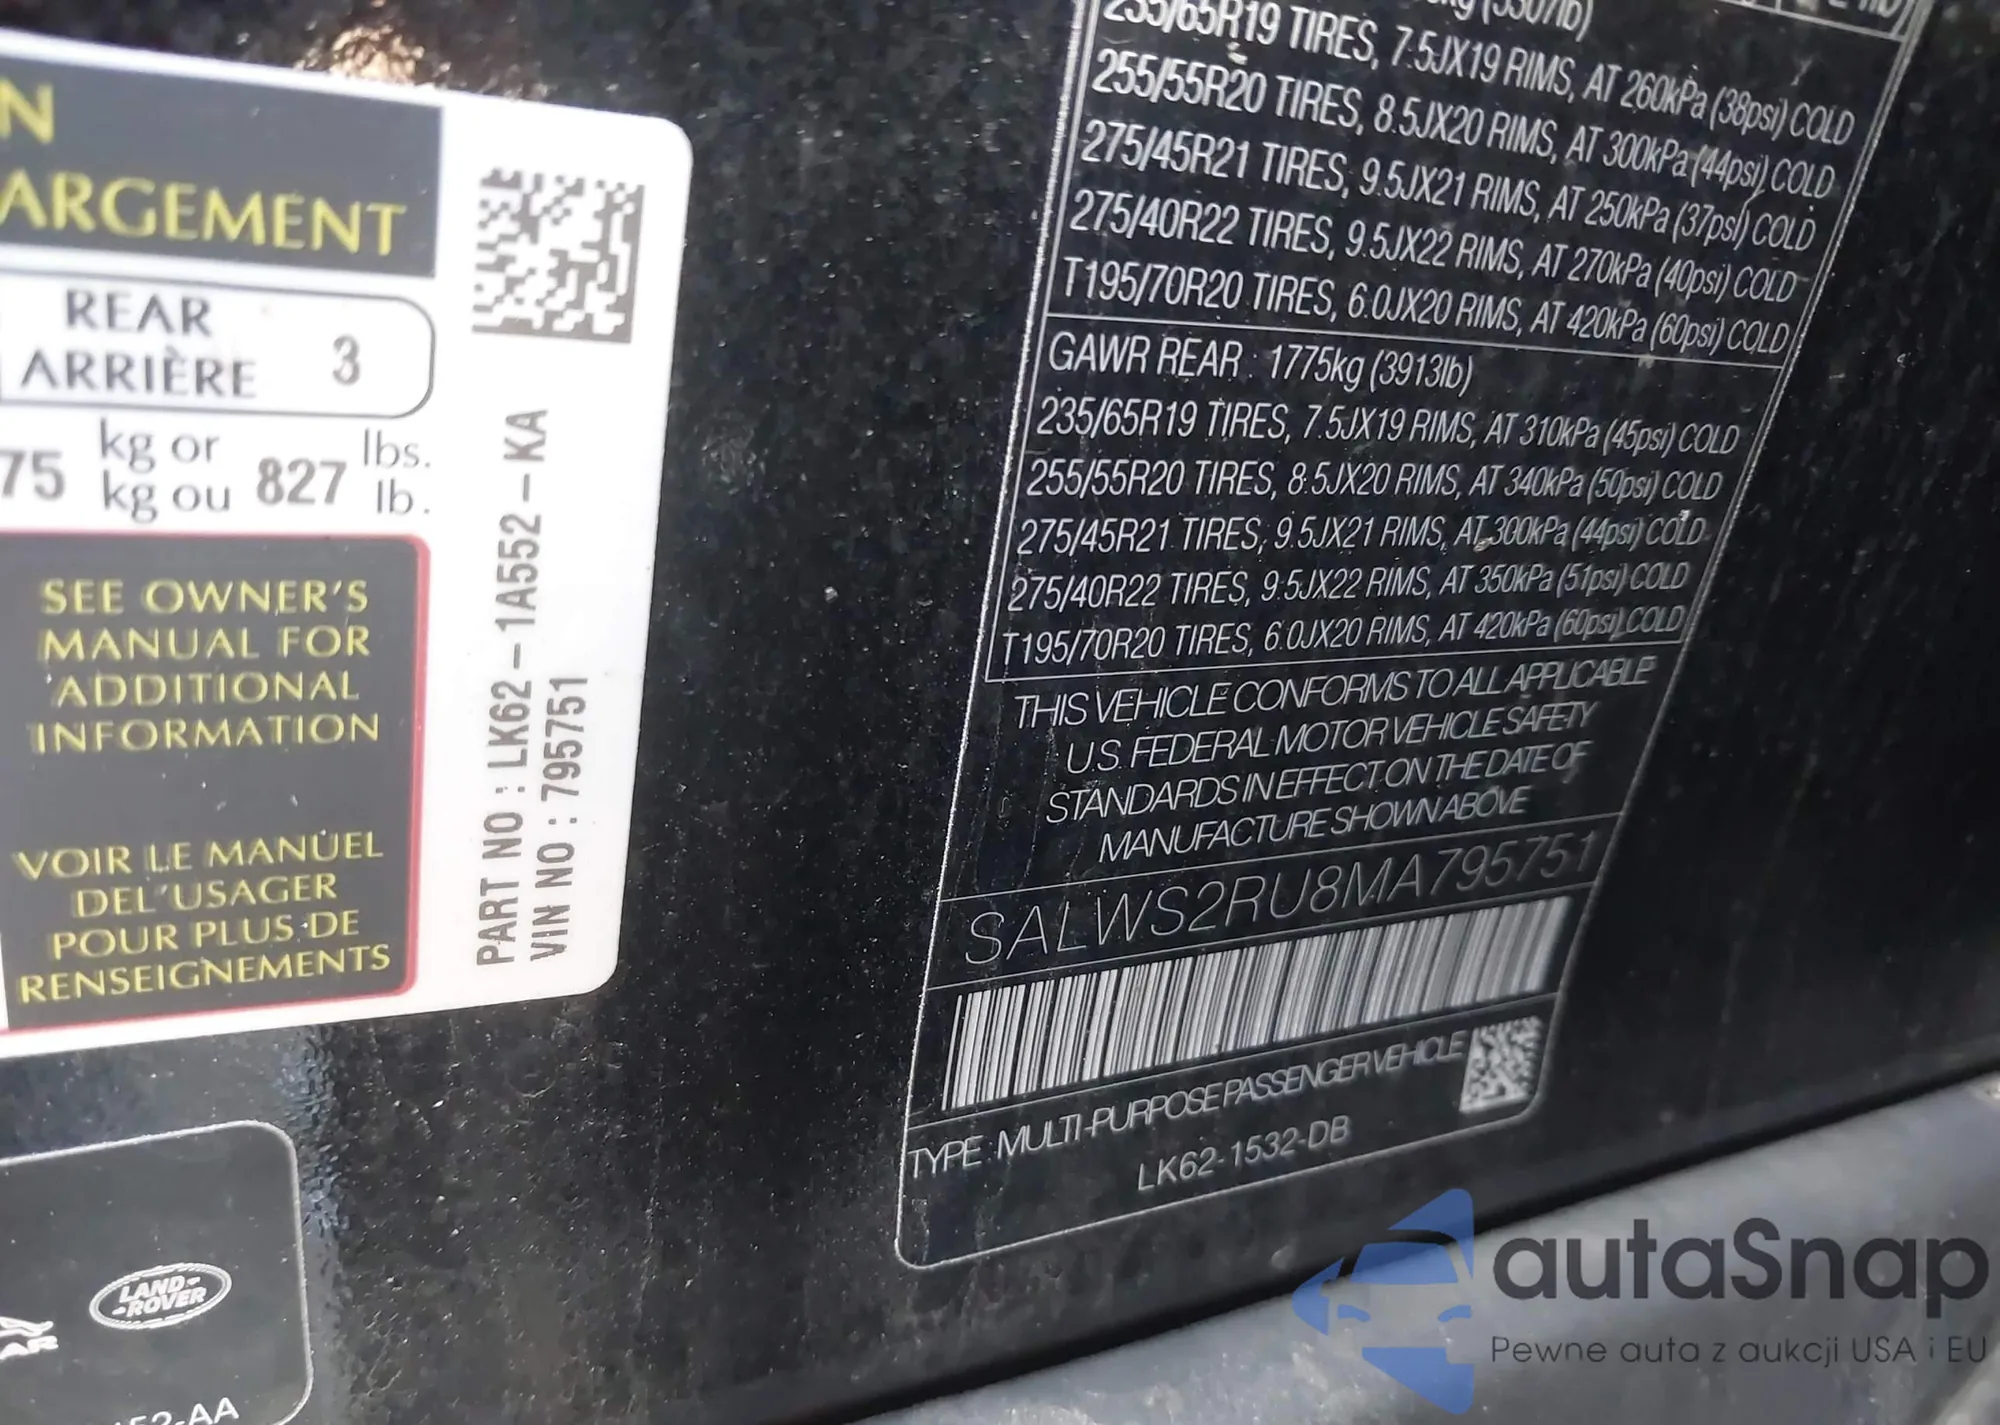 N
ARGEMENT
REAR
ARRIÈRE 3
75 kg or 827 lbs.
kg ou lb.
SEE OWNER'S
MANUAL FOR
ADDITIONAL
INFORMATION
VOIR LE MANUEL
DEL'USAGER
POUR PLUS DE
RENSEIGNEMENTS
PART NO : LK62-1A552-KA
VIN NO : 795751
LAND-
-ROVER
AR
152-AA
kg (3307lb)
235/65R19 TIRES, 7.5JX19 RIMS, AT 260kPa (38psi) COLD
255/55R20 TIRES, 8.5JX20 RIMS, AT 300kPa (44psi) COLD
275/45R21 TIRES, 9.5JX21 RIMS, AT 250kPa (37psi) COLD
275/40R22 TIRES, 9.5JX22 RIMS, AT 270kPa (40psi) COLD
T195/70R20 TIRES, 6.0JX20 RIMS, AT 420kPa (60psi) COLD
GAWR REAR : 1775kg (3913lb)
235/65R19 TIRES, 7.5JX19 RIMS, AT 310kPa (45psi) COLD
255/55R20 TIRES, 8.5JX20 RIMS, AT 340kPa (50psi) COLD
275/45R21 TIRES, 9.5JX21 RIMS, AT 300kPa (44psi) COLD
275/40R22 TIRES, 9.5JX22 RIMS, AT 350kPa (51psi) COLD
T195/70R20 TIRES, 6.0JX20 RIMS, AT 420kPa (60psi) COLD
THIS VEHICLE CONFORMS TO ALL APPLICABLE
U.S. FEDERAL MOTOR VEHICLE SAFETY
STANDARDS IN EFFECT ON THE DATE OF
MANUFACTURE SHOWN ABOVE
SALWS2RU8MA795751
TYPE : MULTI-PURPOSE PASSENGER VEHICLE
LK62-1532-DB
autaSnap
Pewne auta z aukcji USA i EU